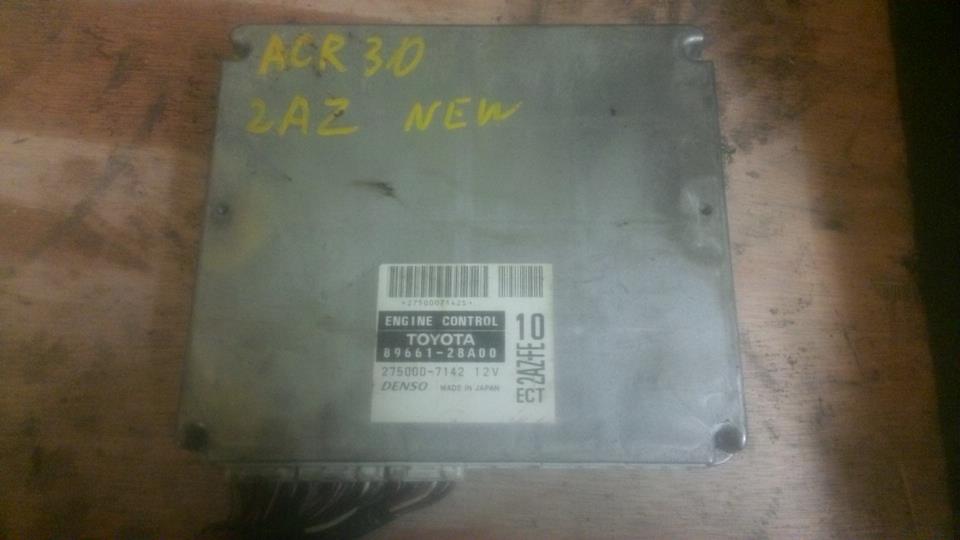 ACR 30
2AZ NEW
*2750007142S*
ENGINE CONTROL
TOYOTA
89661-28A00
275000-7142 12V
DENSO MADE IN JAPAN
10
2AZ-FE
ECT